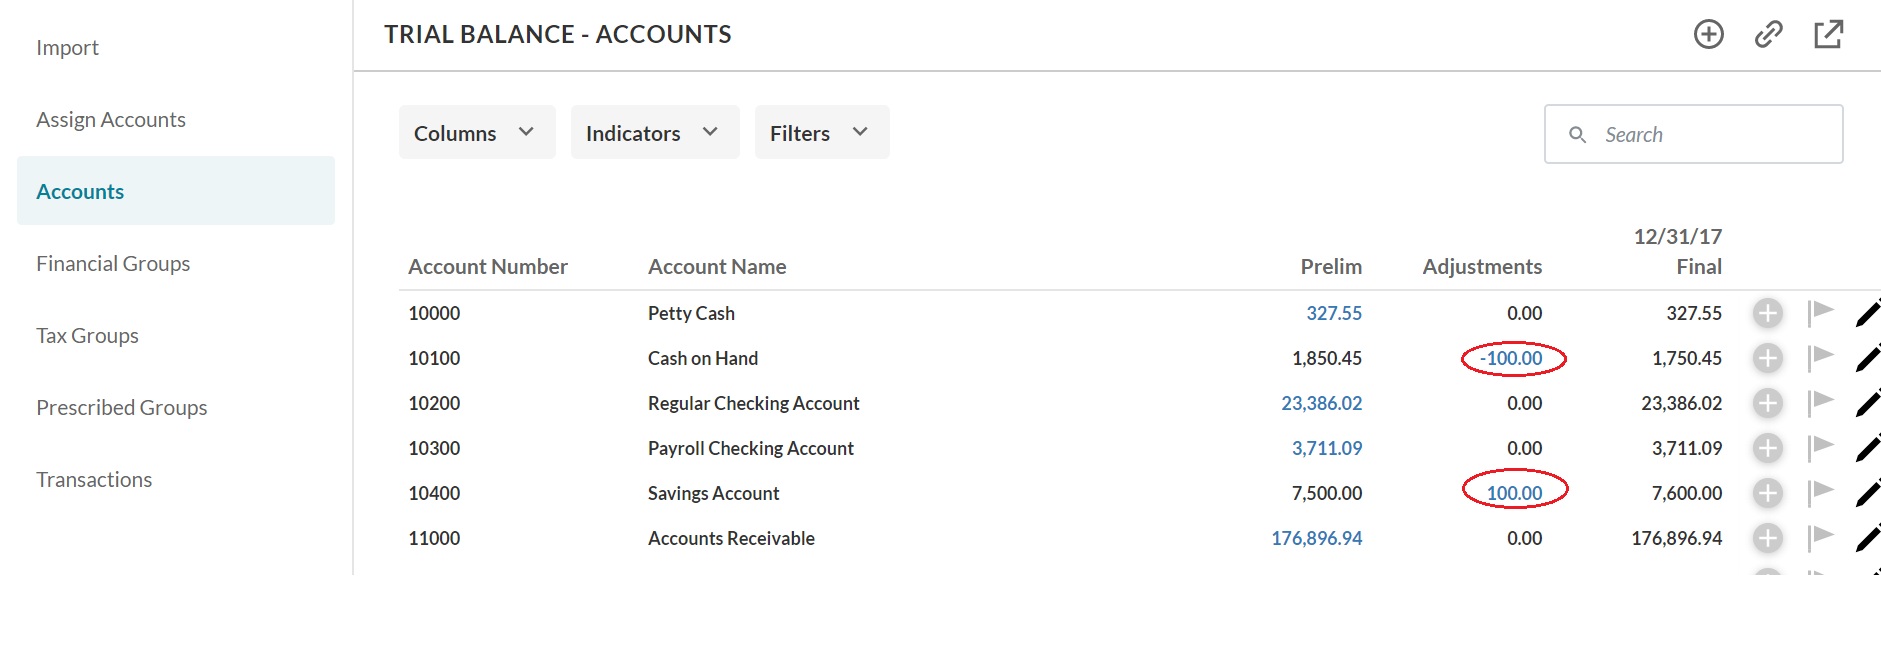 Import
Assign Accounts
Accounts
Financial Groups
Tax Groups
Prescribed Groups
Transactions
TRIAL BALANCE - ACCOUNTS
Columns Indicators Filters Search
12/31/17
Account Number Account Name Prelim Adjustments Final
10000 Petty Cash 327.55 0.00 327.55
10100 Cash on Hand 1,850.45 -100.00 1,750.45
10200 Regular Checking Account 23,386.02 0.00 23,386.02
10300 Payroll Checking Account 3,711.09 0.00 3,711.09
10400 Savings Account 7,500.00 100.00 7,600.00
11000 Accounts Receivable 176,896.94 0.00 176,896.94